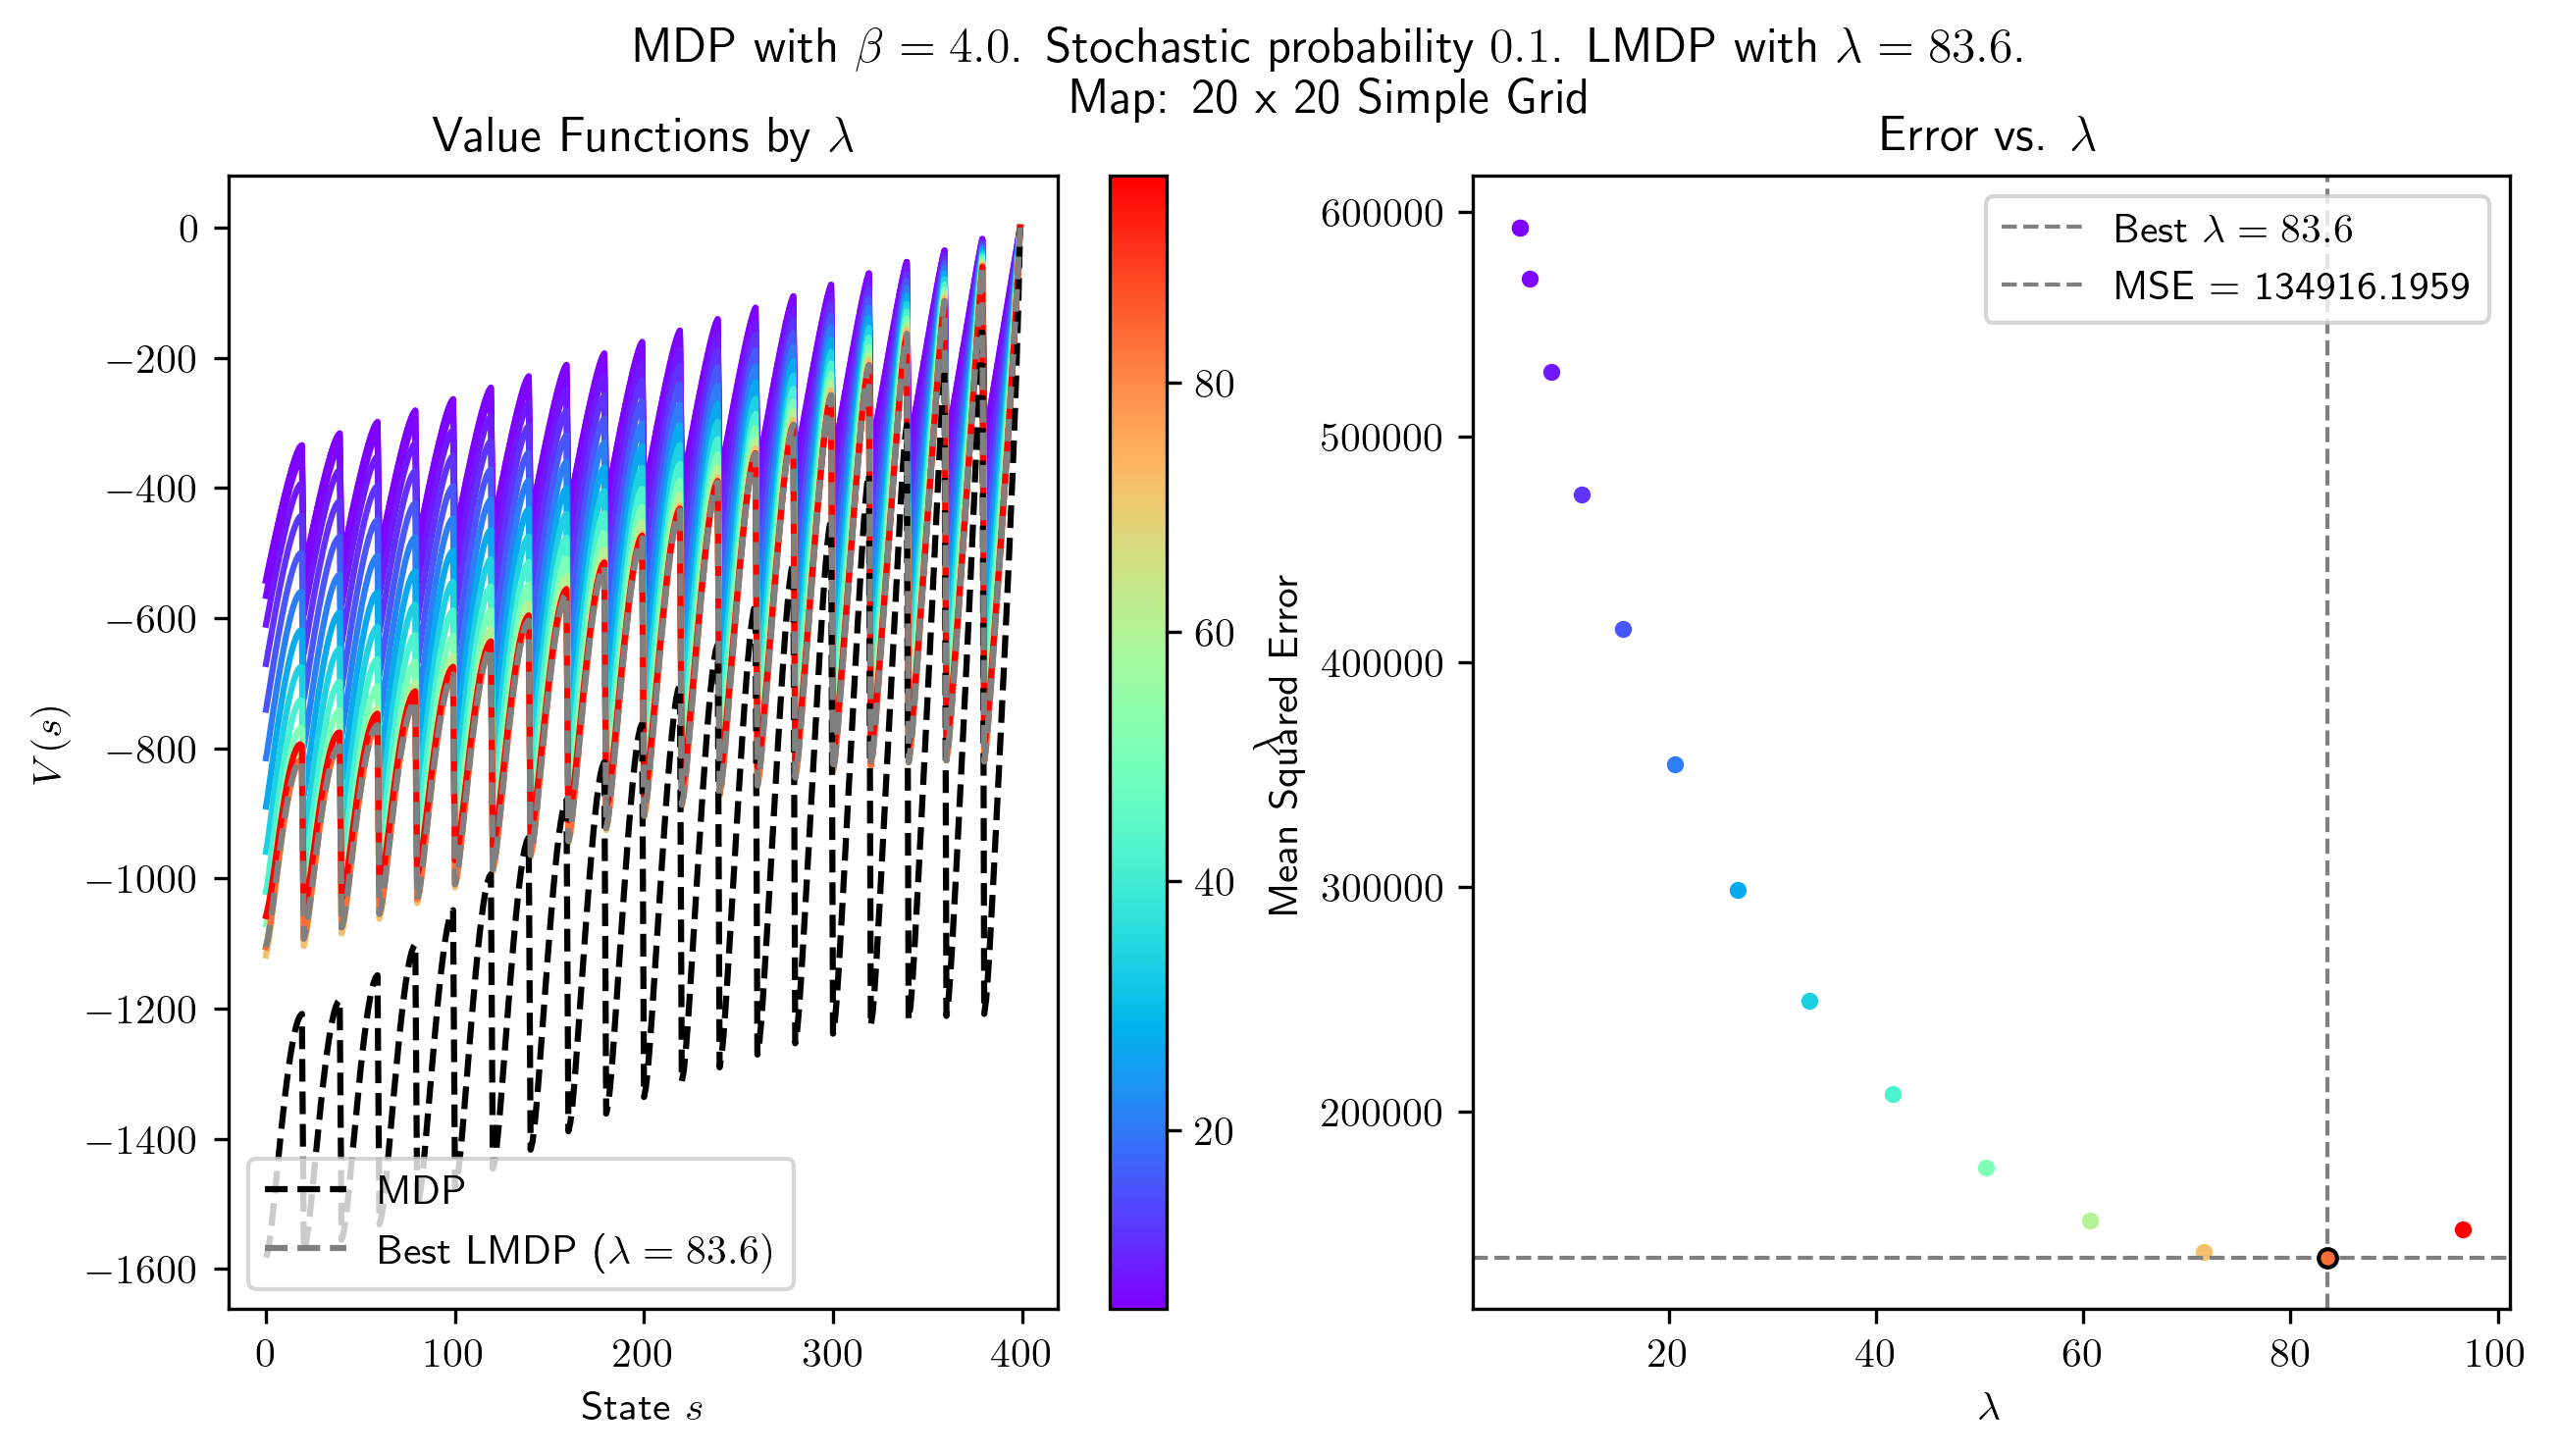 MDP with β = 4.0. Stochastic probability 0.1. LMDP with λ = 83.6.
Map: 20 x 20 Simple Grid
Value Functions by λ
0
−200
−400
−600
−800
−1000
−1200
−1400
−1600
V(s)
MDP
Best LMDP (λ = 83.6)
0
100
200
300
400
State s
80
60
40
20
λ
Error vs. λ
600000
500000
400000
300000
200000
Mean Squared Error
Best λ = 83.6
MSE = 134916.1959
20
40
60
80
100
λ